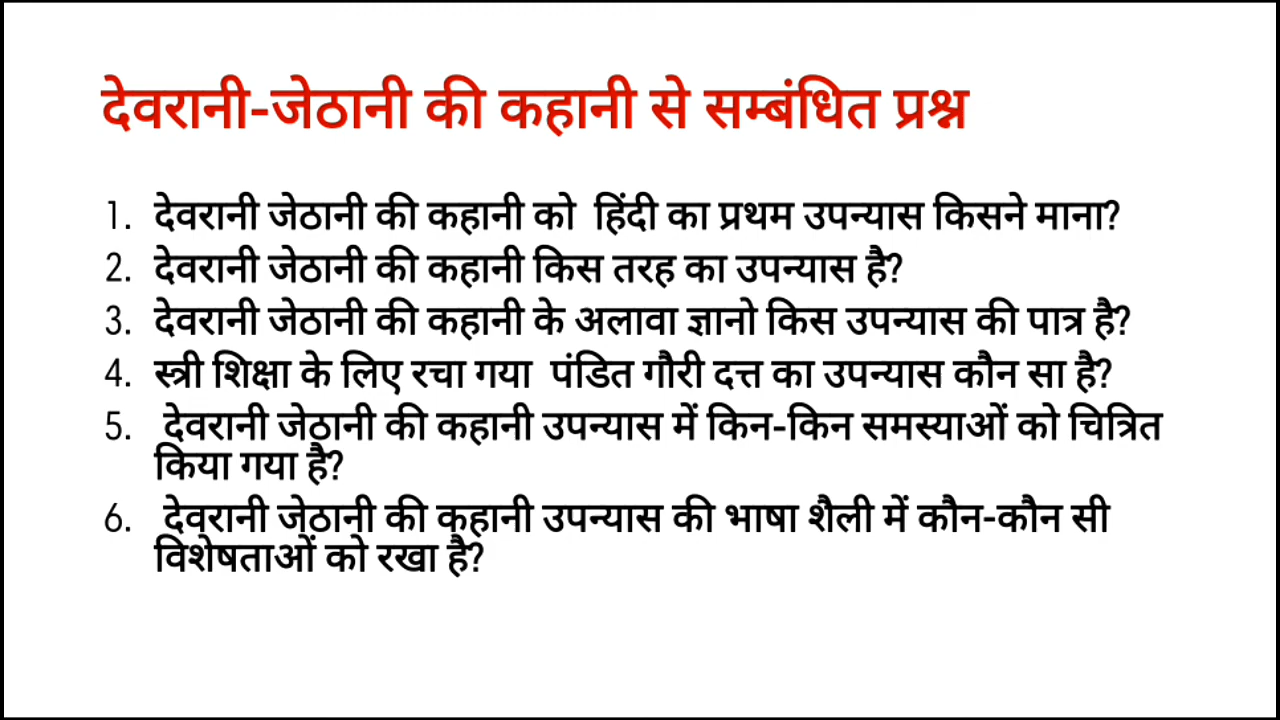 देवरानी-जेठानी की कहानी से सम्बंधित प्रश्न
1. देवरानी जेठानी की कहानी को हिंदी का प्रथम उपन्यास किसने माना?
2. देवरानी जेठानी की कहानी किस तरह का उपन्यास है?
3. देवरानी जेठानी की कहानी के अलावा ज्ञानो किस उपन्यास की पात्र है?
4. स्त्री शिक्षा के लिए रचा गया पंडित गौरी दत्त का उपन्यास कौन सा है?
5. देवरानी जेठानी की कहानी उपन्यास में किन-किन समस्याओं को चित्रित
किया गया है?
6. देवरानी जेठानी की कहानी उपन्यास की भाषा शैली में कौन-कौन सी
विशेषताओं को रखा है?